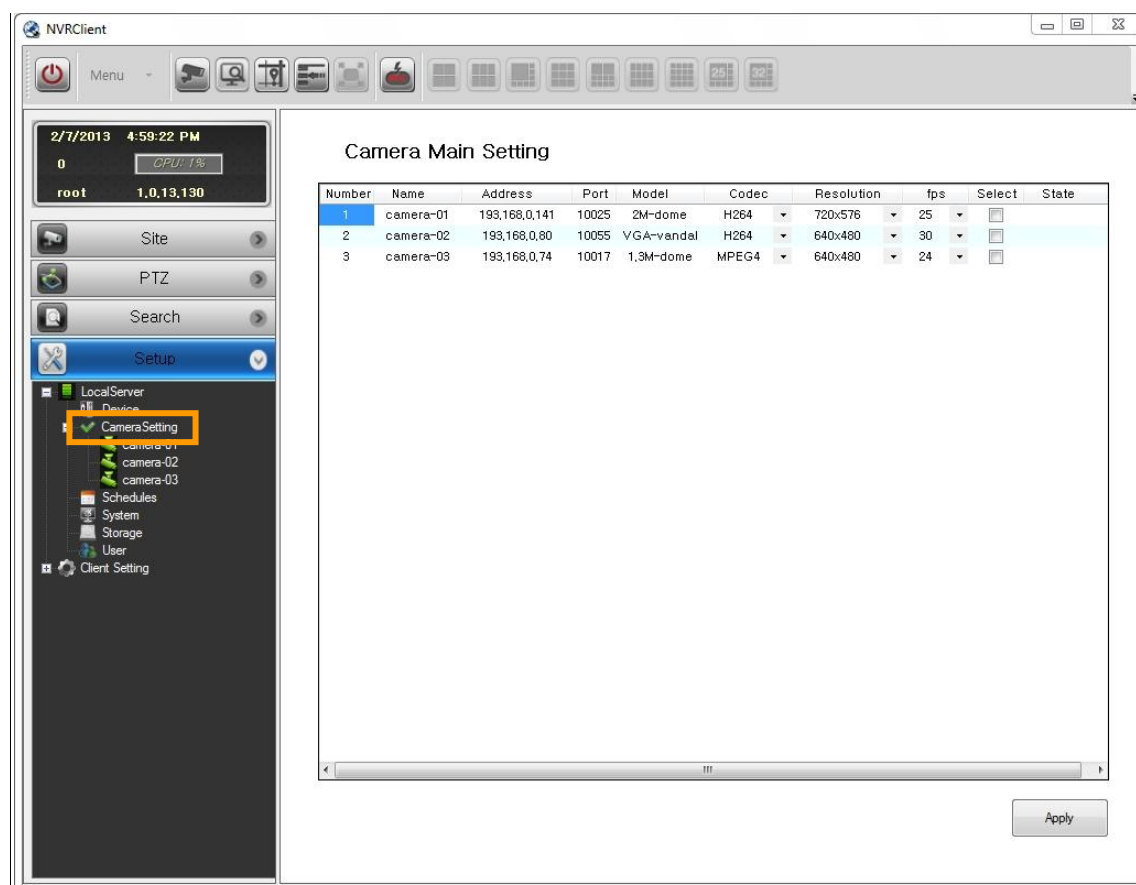 NVRClient
Menu
25 32
2/7/2013 4:59:22 PM
0 CPU: 1%
root 1,0,13,130
Site
PTZ
Search
Setup
LocalServer
Device
CameraSetting
camera-01
camera-02
camera-03
Schedules
System
Storage
User
Client Setting
Camera Main Setting
Number Name Address Port Model Codec Resolution fps Select State
1 camera-01 193,168,0,141 10025 2M-dome H264 720x576 25
2 camera-02 193,168,0,80 10055 VGA-vandal H264 640x480 30
3 camera-03 193,168,0,74 10017 1,3M-dome MPEG4 640x480 24
Apply